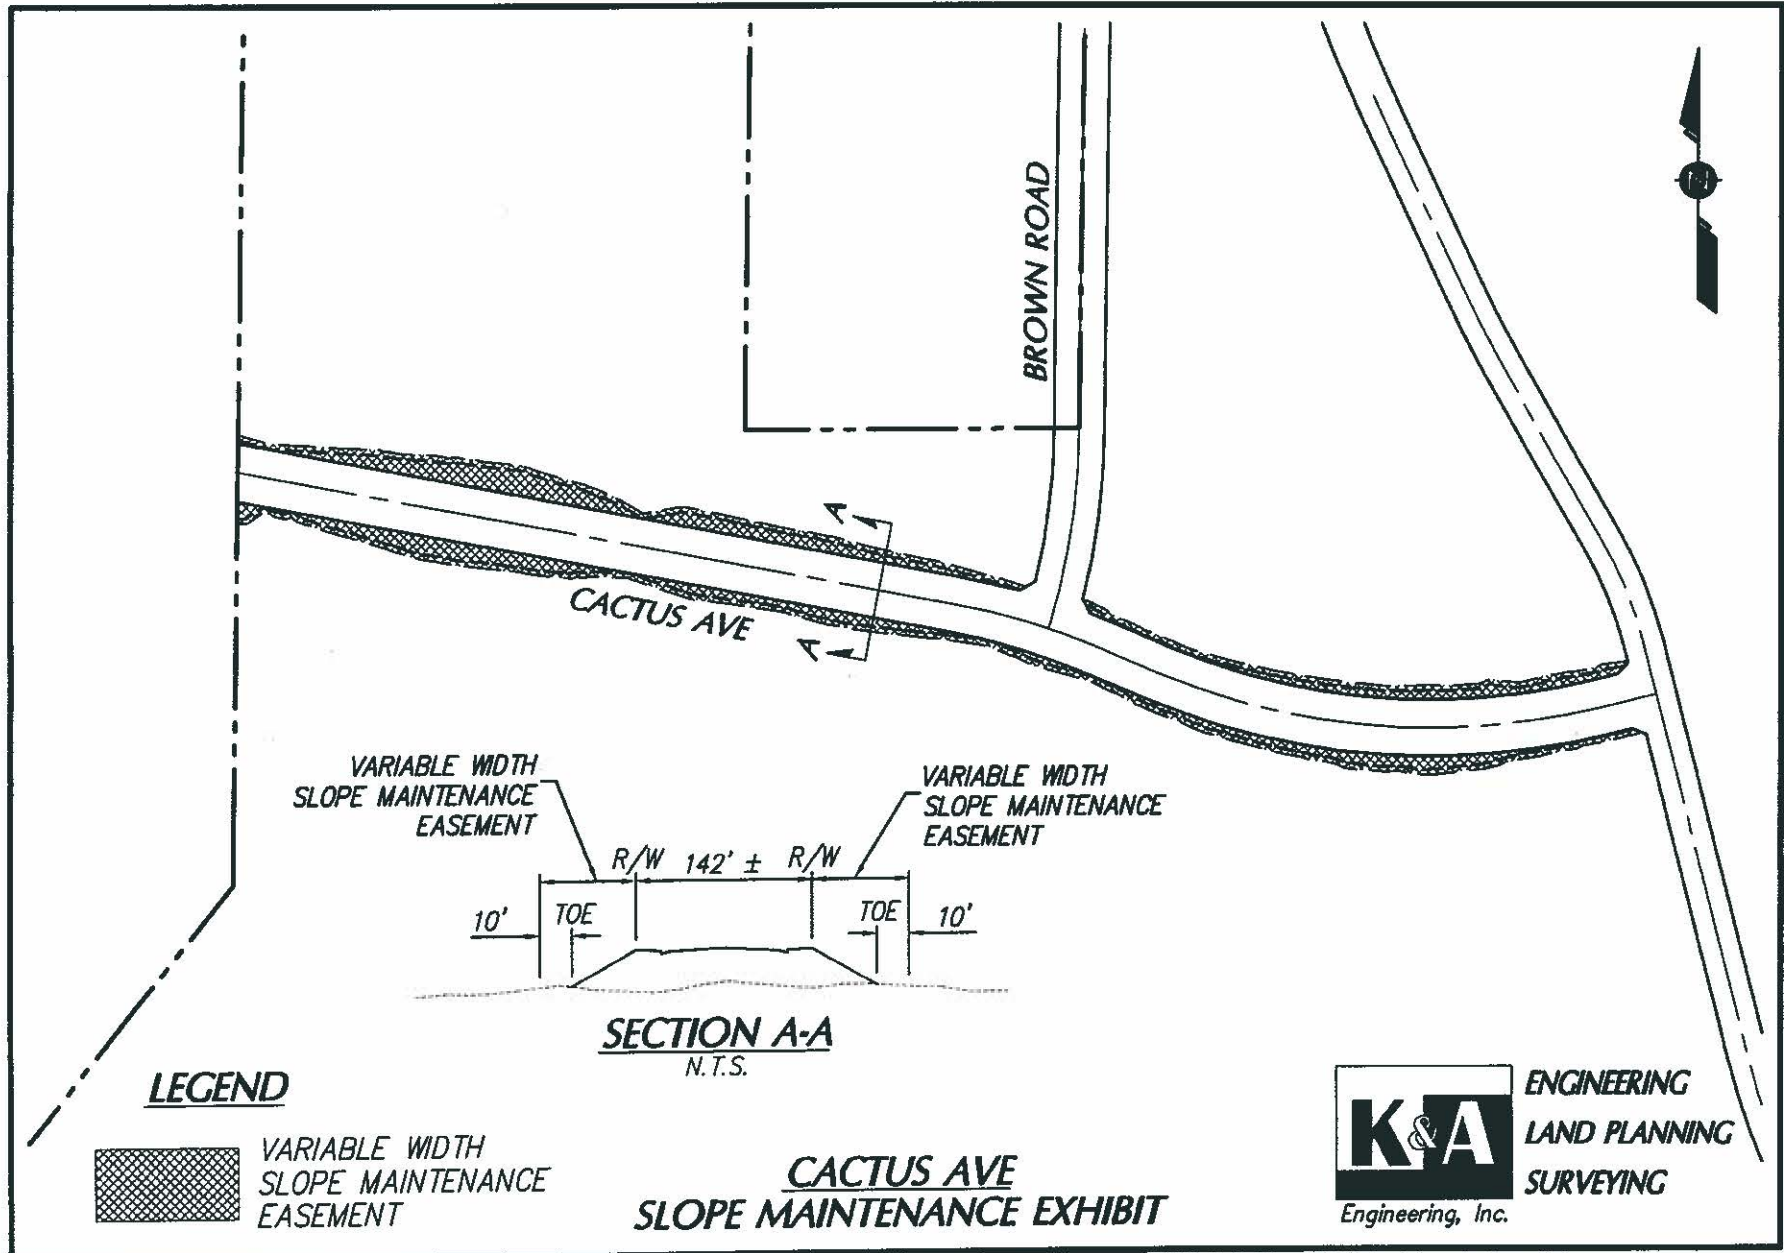 BROWN ROAD
A
CACTUS AVE
A
VARIABLE WIDTH
SLOPE MAINTENANCE
EASEMENT
VARIABLE WIDTH
SLOPE MAINTENANCE
EASEMENT
R/W 142' ± R/W
10' TOE TOE 10'
SECTION A-A
N.T.S.
LEGEND
VARIABLE WIDTH
SLOPE MAINTENANCE
EASEMENT
CACTUS AVE
SLOPE MAINTENANCE EXHIBIT
K&A
Engineering, Inc.
ENGINEERING
LAND PLANNING
SURVEYING